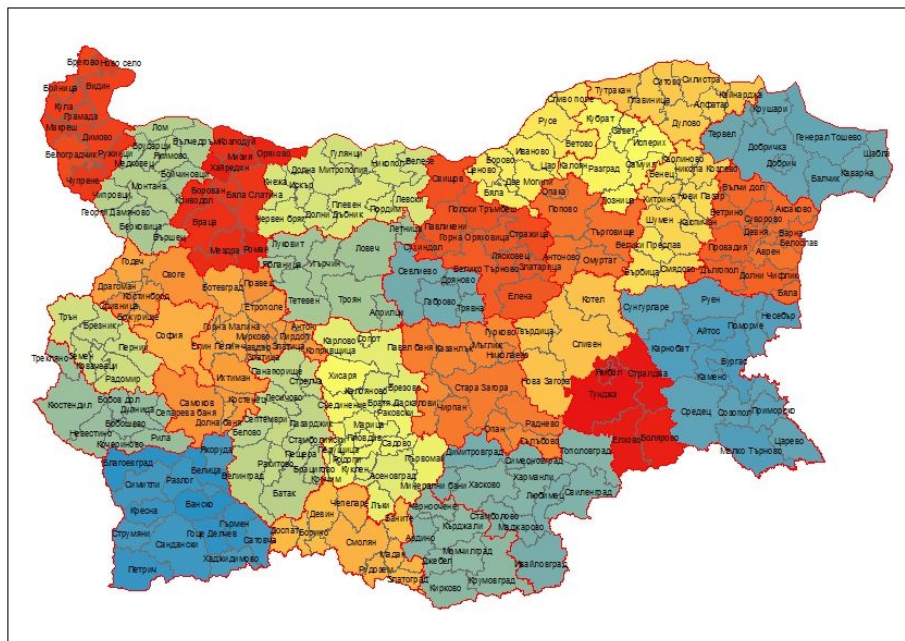 Брегово
Ново село
Бойница
Видин
Кула
Грамада
Макреш
Димово
Белоградчик
Ружинци
Чупрене
Лом
Вълчедръм
Козлодуй
Брусарци
Якимово
Медковец
Мизия
Хайредин
Оряхово
Монтана
Бойчиновци
Чипровци
Георги Дамяново
Берковица
Вършец
Борован
Криводол
Бяла Слатина
Враца
Мездра
Роман
Гулянци
Никопол
Белене
Долна Митрополия
Кнежа
Искър
Плевен
Левски
Червен бряг
Долни Дъбник
Пордим
Луковит
Ловеч
Летница
Ябланица
Угърчин
Тетевен
Троян
Априлци
Свищов
Полски Тръмбеш
Павликени
Горна Оряховица
Стражица
Сухиндол
Лясковец
Велико Търново
Златарица
Елена
Севлиево
Дряново
Габрово
Трявна
Сливо поле
Русе
Иваново
Борово
Ценово
Две Могили
Бяла
Ветово
Тутракан
Ситово
Силистра
Главиница
Кайнарджа
Алфатар
Дулово
Кубрат
Завет
Исперих
Цар Калоян
Разград
Самуил
Лозница
Крушари
Тервел
Генерал Тошево
Добричка
Добрич
Шабла
Балчик
Каварна
Каолиново
Венец
Никола Козлево
Хитрино
Нови Пазар
Шумен
Каспичан
Велики Преслав
Смядово
Върбица
Вълчи дол
Аксаково
Ветрино
Суворово
Девня
Варна
Белослав
Провадия
Аврен
Дългопол
Долни Чифлик
Бяла
Опака
Попово
Търговище
Антоново
Омуртаг
Годеч
Своге
Драгоман
Костинброд
Сливница
Божурище
София
Ботевград
Правец
Етрополе
Горна Малина
Елин Пелин
Мирково
Чавдар
Пирдоп
Антон
Златица
Златица
Копривщица
Ихтиман
Костенец
Самоков
Долна баня
Трън
Брезник
Перник
Земен
Ковачевци
Радомир
Трекляно
Кюстендил
Бобов дол
Дупница
Сапарева баня
Бобошево
Невестино
Рила
Кочериново
Благоевград
Симитли
Разлог
Якоруда
Белица
Банско
Кресна
Гърмен
Струмяни
Гоце Делчев
Сатовча
Сандански
Петрич
Хаджидимово
Панагюрище
Стрелча
Лесичово
Септември
Пазарджик
Белово
Пещера
Велинград
Ракитово
Брацигово
Батак
Карлово
Сопот
Хисаря
Калояново
Брезово
Съединение
Раковски
Марица
Пловдив
Стамболийски
Перущица
Родопи
Садово
Първомай
Кричим
Куклен
Асеновград
Лъки
Павел баня
Казанлък
Мъглиж
Гурково
Николаево
Братя Даскалови
Стара Загора
Чирпан
Раднево
Опан
Гълъбово
Твърдица
Котел
Сливен
Нова Загора
Ямбол
Стралджа
Тунджа
Елхово
Болярово
Сунгурларе
Руен
Несебър
Айтос
Поморие
Карнобат
Бургас
Камено
Средец
Созопол
Приморско
Царево
Малко Търново
Димитровград
Симеоновград
Тополовград
Минерални бани
Хасково
Харманли
Любимец
Свиленград
Стамболово
Маджарово
Ивайловград
Черноочене
Кърджали
Ардино
Джебел
Момчилград
Кирково
Крумовград
Чепеларе
Девин
Доспат
Борино
Смолян
Баните
Мадан
Рудозем
Златоград